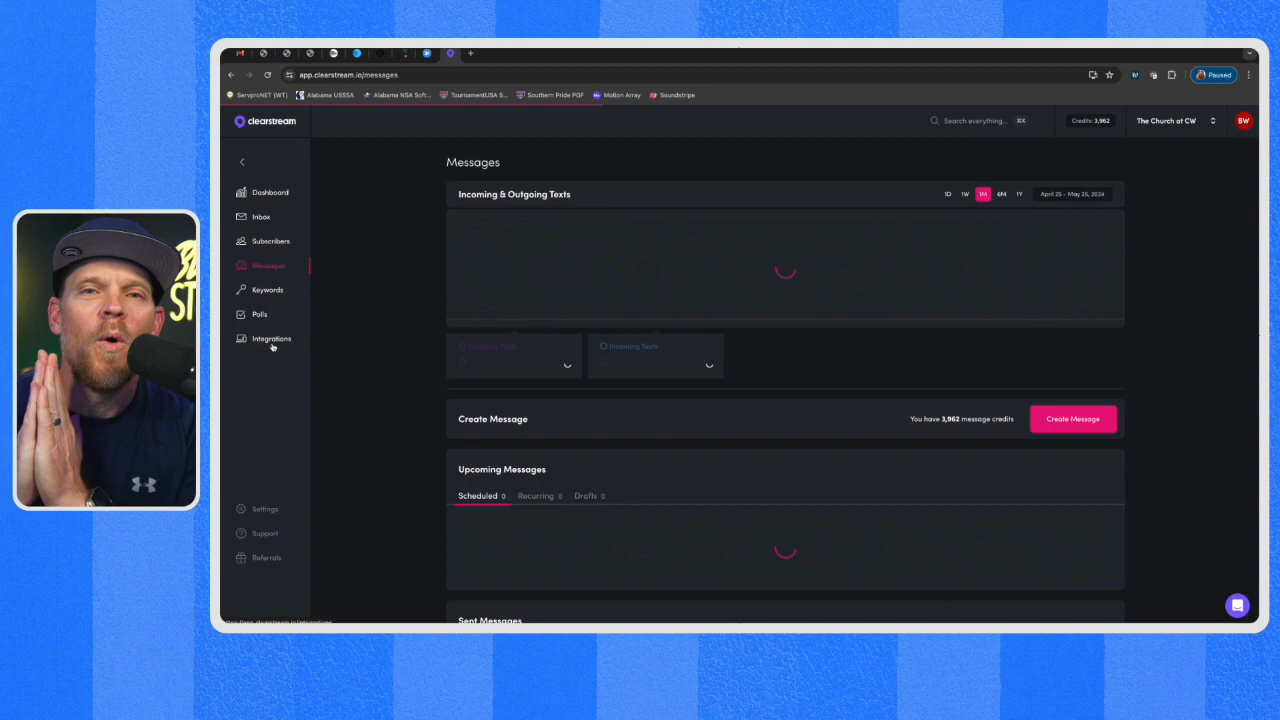 app.clearstream.io/messages
Paused
ServproNET (WT)
Alabama USSSA
Alabama NSA Soft...
TournamentUSA S...
Southern Pride PGF
Motion Array
Soundstripe
clearstream
Search everything...
⌘K
Credits: 3,962
The Church at CW
BW
Dashboard
Inbox
Subscribers
Messages
Keywords
Polls
Integrations
Settings
Support
Referrals
Messages
Incoming & Outgoing Texts
1D 1W 1M 6M 1Y
April 25 - May 25, 2024
Outgoing Texts
Incoming Texts
Create Message
You have 3,962 message credits
Create Message
Upcoming Messages
Scheduled 0 Recurring 0 Drafts 0
Sent Messages